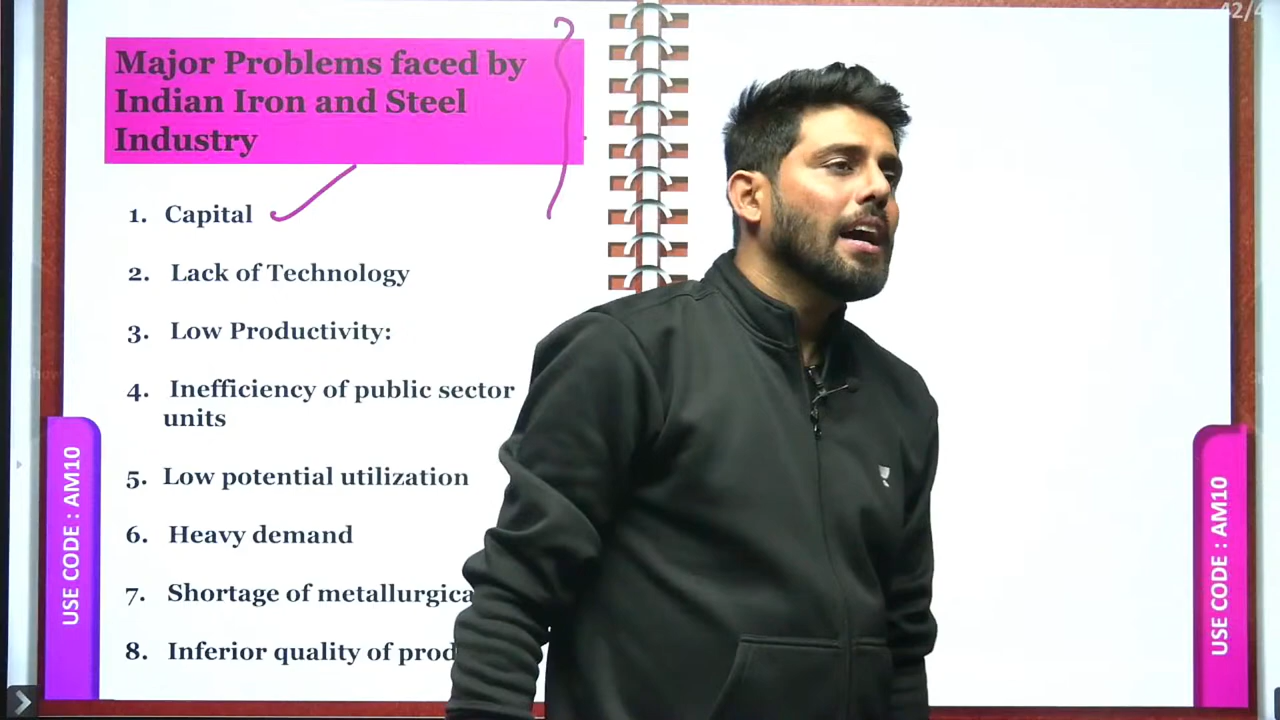 42/4
Major Problems faced by
Indian Iron and Steel
Industry
1. Capital
2. Lack of Technology
3. Low Productivity:
4. Inefficiency of public sector
units
5. Low potential utilization
6. Heavy demand
7. Shortage of
8. Inferior quality of
USE CODE : AM10
USE CODE : AM10